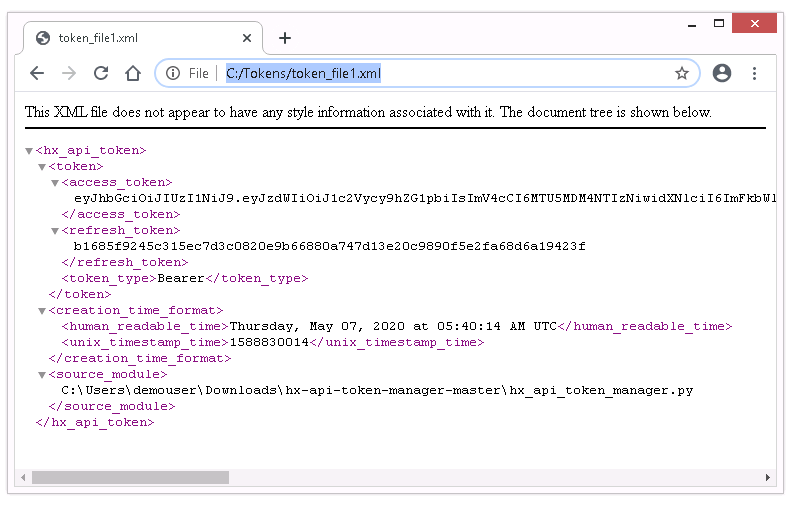 token_file1.xml
File
C:/Tokens/token_file1.xml
This XML file does not appear to have any style information associated with it. The document tree is shown below.
<hx_api_token>
<token>
<access_token>
eyJhbGciOiJIUzI1NiJ9.eyJzdWIiOiJ1c2Vycy9hZG1pbiIsImV4cCI6MTU5MDM4NTIzNiwidXNlciI6ImFkbWl
</access_token>
<refresh_token>
b1685f9245c315ec7d3c0820e9b66880a747d13e20c9890f5e2fa68d6a19423f
</refresh_token>
<token_type>Bearer</token_type>
</token>
<creation_time_format>
<human_readable_time>Thursday, May 07, 2020 at 05:40:14 AM UTC</human_readable_time>
<unix_timestamp_time>1588830014</unix_timestamp_time>
</creation_time_format>
<source_module>
C:\Users\demouser\Downloads\hx-api-token-manager-master\hx_api_token_manager.py
</source_module>
</hx_api_token>